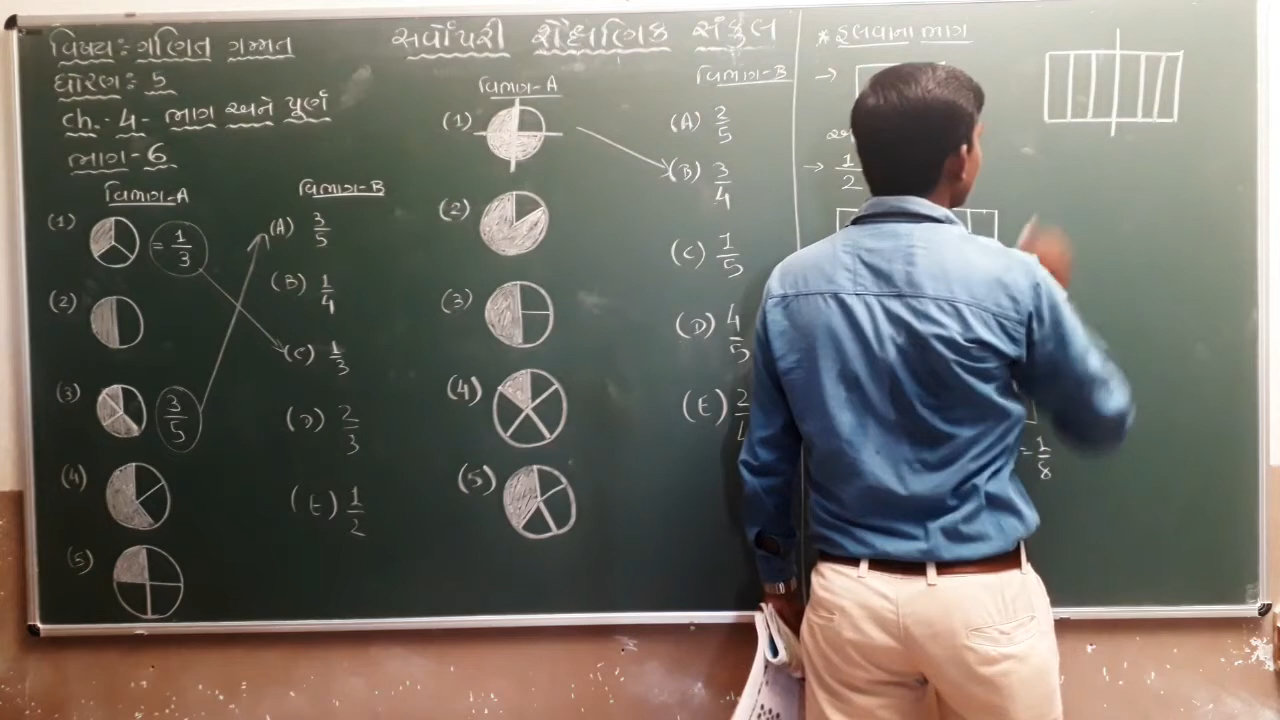 વિષય: ગણિત ગમ્મત
ધોરણ: 5
ch. 4 - ભાગ અને પૂર્ણ
ભાગ-6
વિભાગ-A
વિભાગ-B
(1) = 1/3
(2)
(3) 3/5
(4)
(5)
(A) 3/5
(B) 1/4
(C) 1/3
(D) 2/3
(E) 1/2
સર્વોપરી શૈક્ષણિક સંકુલ
વિભાગ-A
વિભાગ-B
(1)
(2)
(3)
(4)
(5)
(A) 2/5
(B) 3/4
(C) 1/5
(D) 4/5
(E) 2
* હલવાના ભાગ
→
→ 1/2
= 1/8